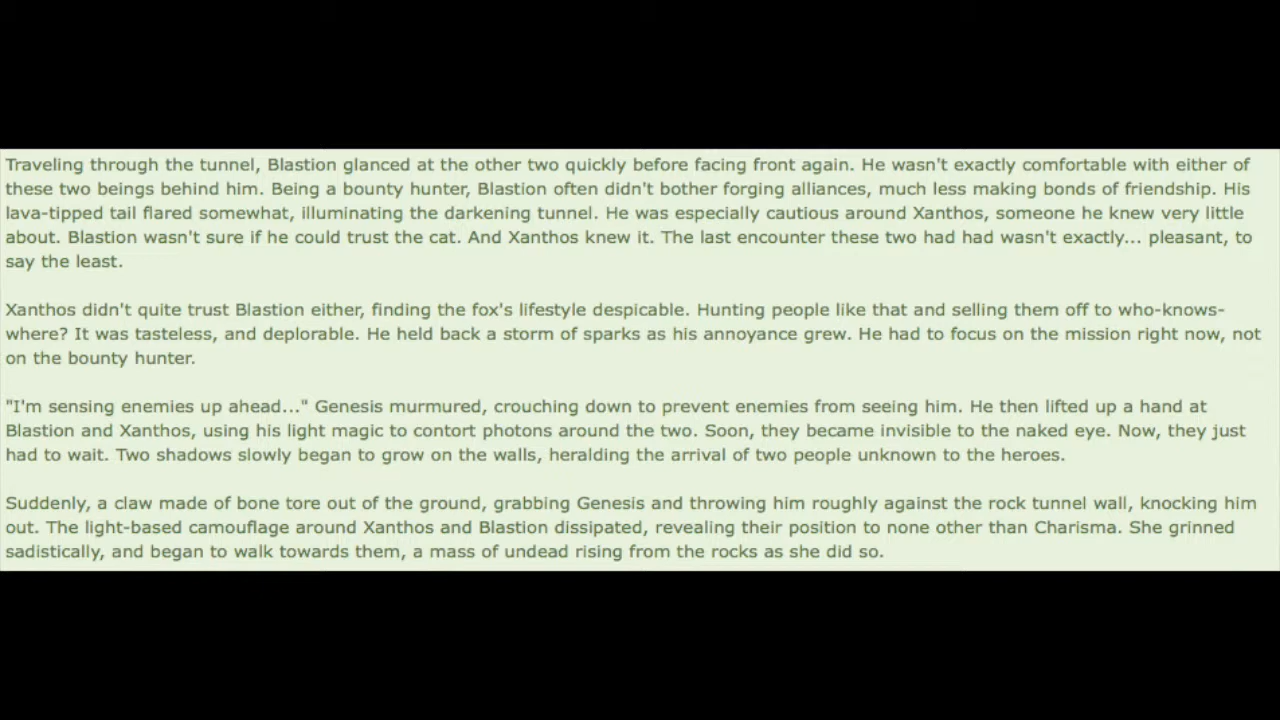 Traveling through the tunnel, Blastion glanced at the other two quickly before facing front again. He wasn't exactly comfortable with either of
these two beings behind him. Being a bounty hunter, Blastion often didn't bother forging alliances, much less making bonds of friendship. His
lava-tipped tail flared somewhat, illuminating the darkening tunnel. He was especially cautious around Xanthos, someone he knew very little
about. Blastion wasn't sure if he could trust the cat. And Xanthos knew it. The last encounter these two had had wasn't exactly... pleasant, to
say the least.
Xanthos didn't quite trust Blastion either, finding the fox's lifestyle despicable. Hunting people like that and selling them off to who-knows-
where? It was tasteless, and deplorable. He held back a storm of sparks as his annoyance grew. He had to focus on the mission right now, not
on the bounty hunter.
"I'm sensing enemies up ahead..." Genesis murmured, crouching down to prevent enemies from seeing him. He then lifted up a hand at
Blastion and Xanthos, using his light magic to contort photons around the two. Soon, they became invisible to the naked eye. Now, they just
had to wait. Two shadows slowly began to grow on the walls, heralding the arrival of two people unknown to the heroes.
Suddenly, a claw made of bone tore out of the ground, grabbing Genesis and throwing him roughly against the rock tunnel wall, knocking him
out. The light-based camouflage around Xanthos and Blastion dissipated, revealing their position to none other than Charisma. She grinned
sadistically, and began to walk towards them, a mass of undead rising from the rocks as she did so.